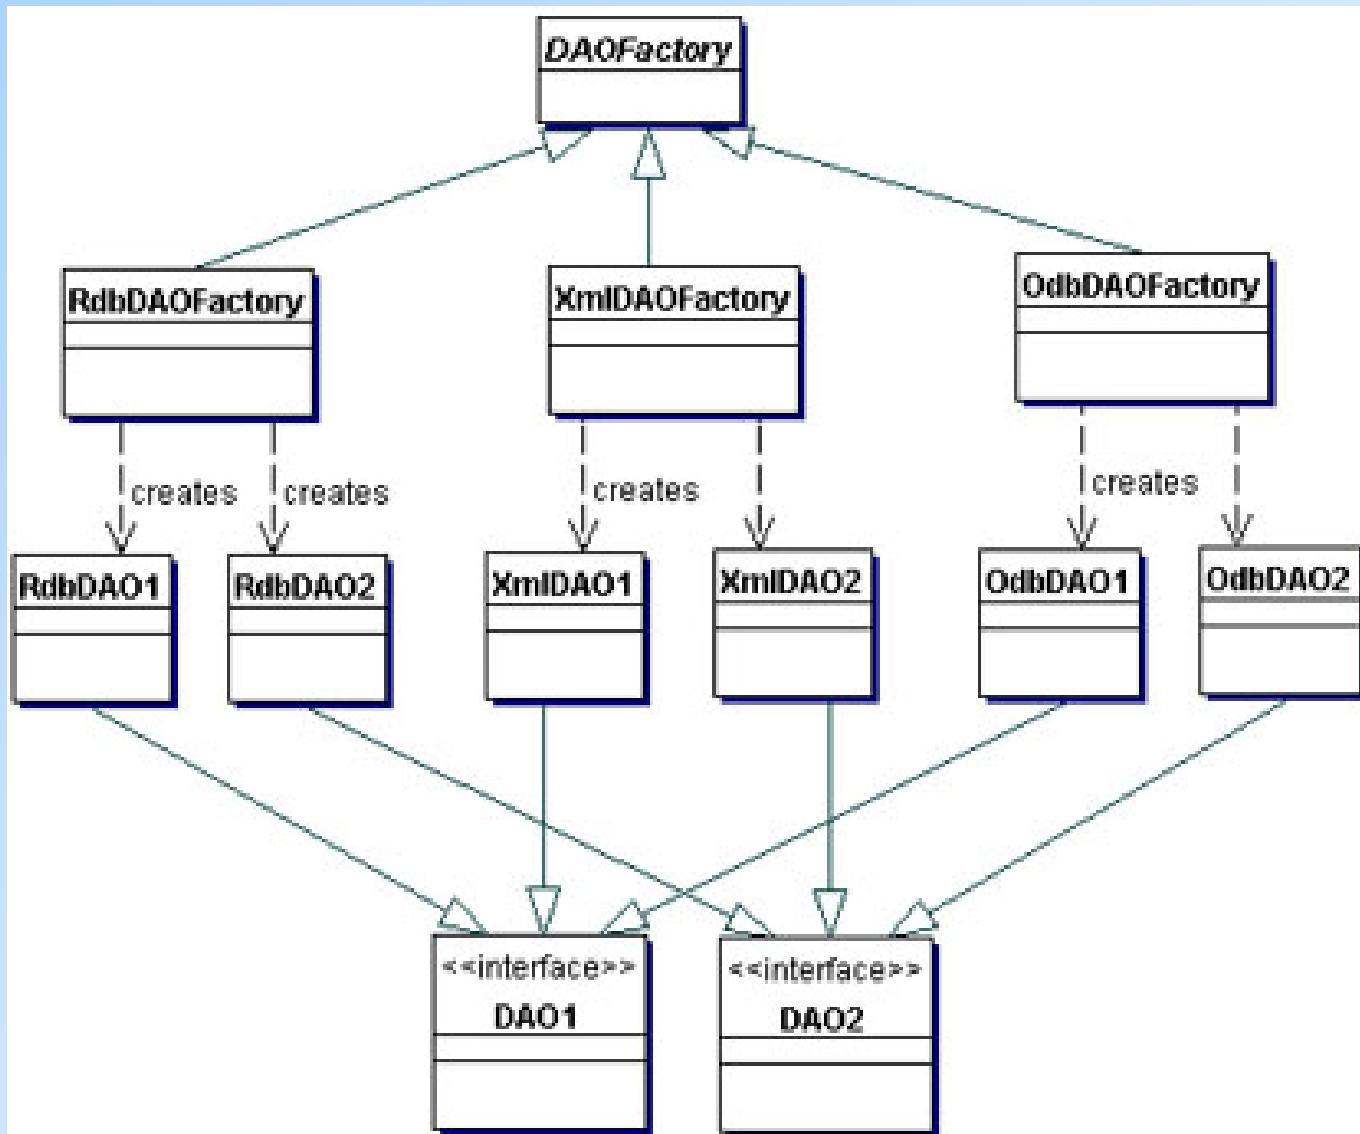 DAOFactory
RdbDAOFactory
XmlDAOFactory
OdbDAOFactory
creates
creates
creates
creates
RdbDAO1
RdbDAO2
XmlDAO1
XmlDAO2
OdbDAO1
OdbDAO2
<<interface>>
DAO1
<<interface>>
DAO2